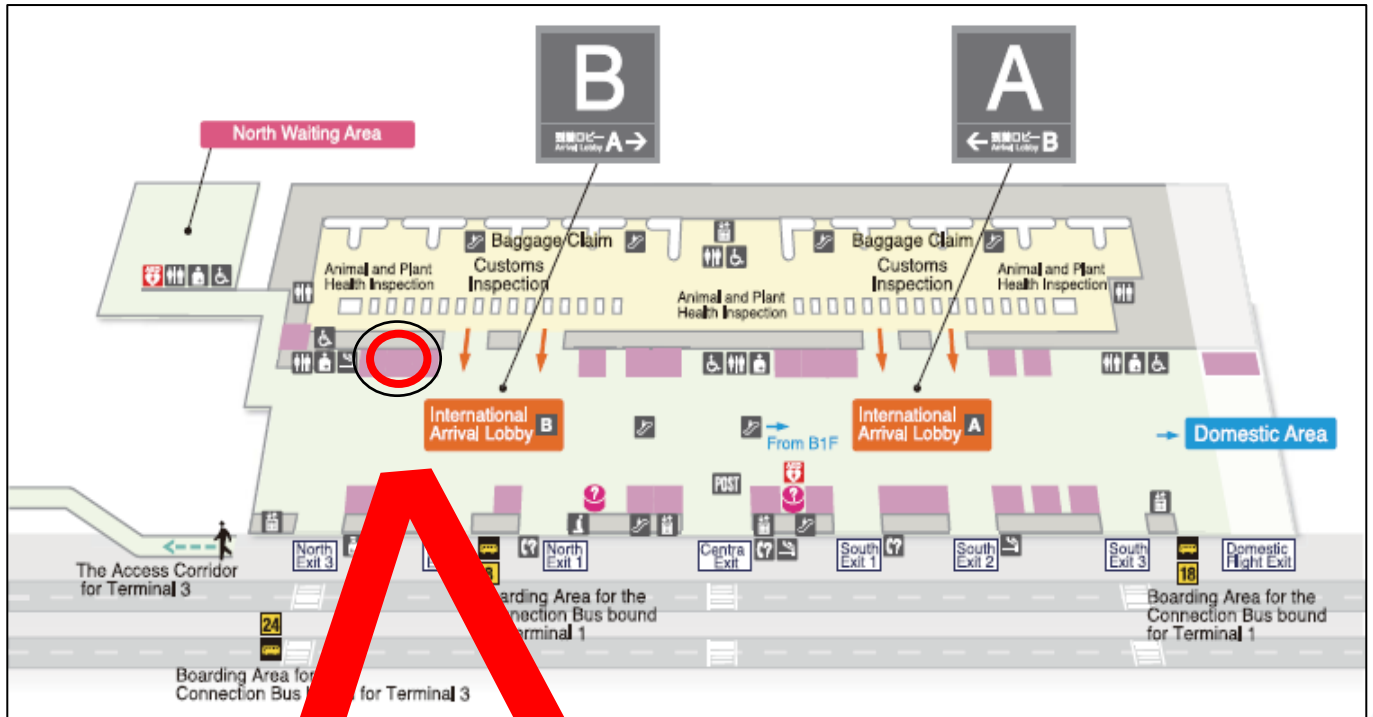 B
到着ロビー A→
Arrival Lobby
A
←到着ロビー B
Arrival Lobby
North Waiting Area
AED
Baggage Claim
Baggage Claim
Animal and Plant
Health Inspection
Customs
Inspection
Animal and Plant
Health Inspection
Customs
Inspection
Animal and Plant
Health Inspection
International
Arrival Lobby B
From B1F
International
Arrival Lobby A
Domestic Area
AED
POST
?
?
North
Exit 3
North
Exit 1
Central
Exit
South
Exit 1
South
Exit 2
South
Exit 3
Domestic
Flight Exit
The Access Corridor
for Terminal 3
18
Boarding Area for the
Connection Bus bound
for Terminal 1
24
Boarding Area for
Connection Bus for Terminal 3
arding Area for the
nnection Bus bound
erminal 1